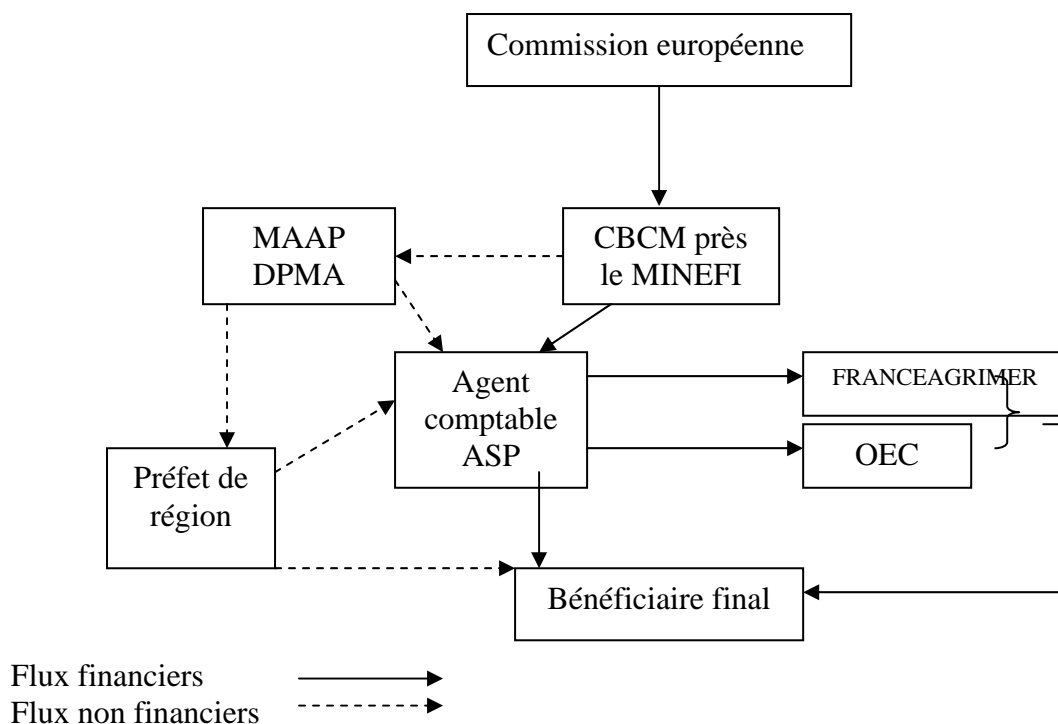 Commission européenne
MAAP
DPMA
CBCM près
le MINEFI
Agent
comptable
ASP
FRANCEAGRIMER
OEC
Préfet de
région
Bénéficiaire final
Flux financiers
Flux non financiers